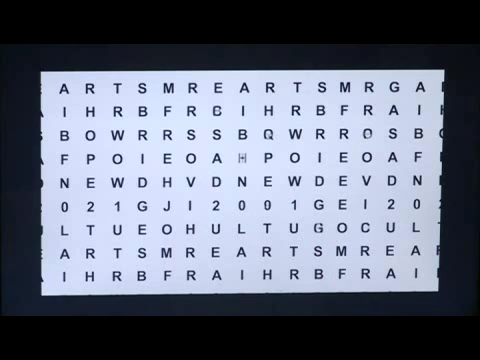 A R T S M R E A R T S M R G A
A I H R B F R C I H R B F R A I
S B O W R R S S B Q W R R O S B
A F P O I E O A H P O I E O A F
D N E W D H V D N E W D E V D N
0 2 1 G J I 2 0 0 1 G E I 2 0 2
U L T U E O H U L T U G O C U L
E A R T S M R E A R T S M R E A
A I H R B F R A I H R B F R A I